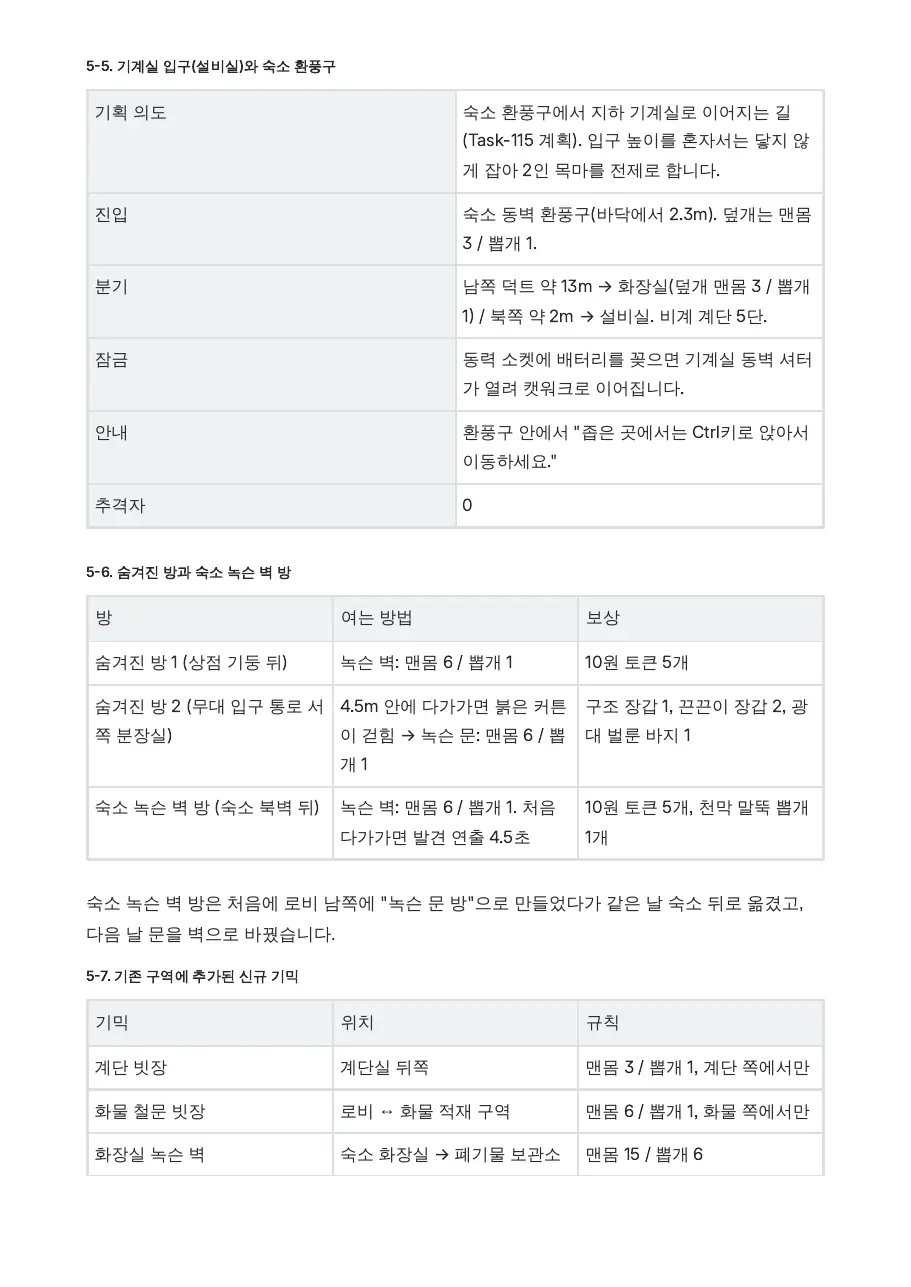 5-5. 기계실 입구(설비실)와 숙소 환풍구
기획 의도
숙소 환풍구에서 지하 기계실로 이어지는 길
(Task-115 계획). 입구 높이를 혼자서는 닿지 않
게 잡아 2인 목마를 전제로 합니다.
진입
숙소 동벽 환풍구(바닥에서 2.3m). 덮개는 맨몸
3 / 뽑개 1.
분기
남쪽 덕트 약 13m → 화장실(덮개 맨몸 3 / 뽑개
1) / 북쪽 약 2m → 설비실. 비계 계단 5단.
잠금
동력 소켓에 배터리를 꽂으면 기계실 동벽 셔터
가 열려 캣워크로 이어집니다.
안내
환풍구 안에서 "좁은 곳에서는 Ctrl키로 앉아서
이동하세요."
추격자
0
5-6. 숨겨진 방과 숙소 녹슨 벽 방
방
여는 방법
보상
숨겨진 방 1 (상점 기둥 뒤)
녹슨 벽: 맨몸 6 / 뽑개 1
10원 토큰 5개
숨겨진 방 2 (무대 입구 통로 서
쪽 분장실)
4.5m 안에 다가가면 붉은 커튼
이 걷힘 → 녹슨 문: 맨몸 6 / 뽑
개 1
구조 장갑 1, 끈끈이 장갑 2, 광
대 벌룬 바지 1
숙소 녹슨 벽 방 (숙소 북벽 뒤)
녹슨 벽: 맨몸 6 / 뽑개 1. 처음
다가가면 발견 연출 4.5초
10원 토큰 5개, 천막 말뚝 뽑개
1개
숙소 녹슨 벽 방은 처음에 로비 남쪽에 "녹슨 문 방"으로 만들었다가 같은 날 숙소 뒤로 옮겼고,
다음 날 문을 벽으로 바꿨습니다.
5-7. 기존 구역에 추가된 신규 기믹
기믹
위치
규칙
계단 빗장
계단실 뒤쪽
맨몸 3 / 뽑개 1, 계단 쪽에서만
화물 철문 빗장
로비 ↔ 화물 적재 구역
맨몸 6 / 뽑개 1, 화물 쪽에서만
화장실 녹슨 벽
숙소 화장실 → 폐기물 보관소
맨몸 15 / 뽑개 6